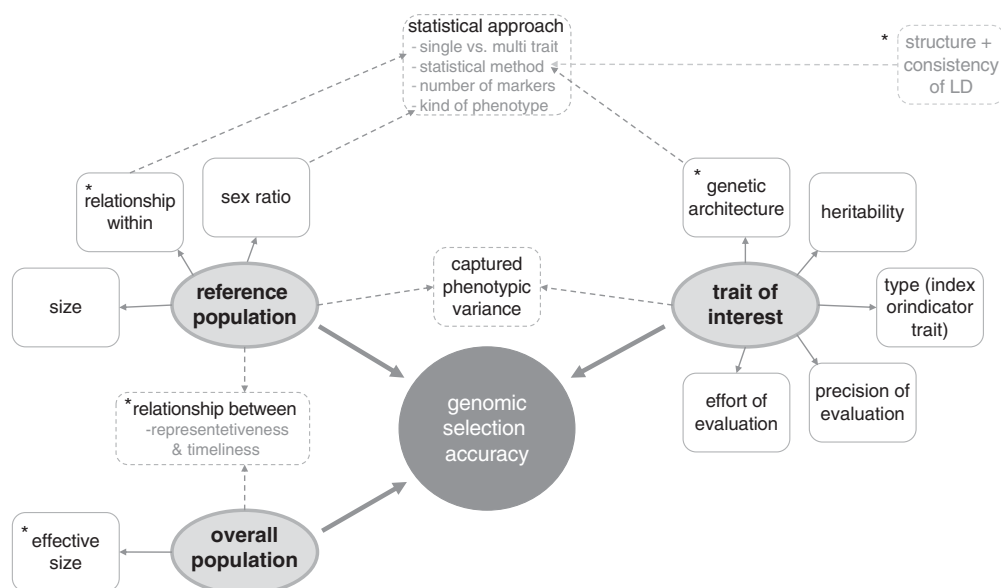 statistical approach
- single vs. multi trait
- statistical method
- number of markers
- kind of phenotype
* structure +
consistency
of LD
* relationship
within
sex ratio
* genetic
architecture
heritability
size
reference
population
captured
phenotypic
variance
trait of
interest
type (index
orindicator
trait)
* relationship between
-representetiveness
& timeliness
genomic
selection
accuracy
effort of
evaluation
precision of
evaluation
* effective
size
overall
population